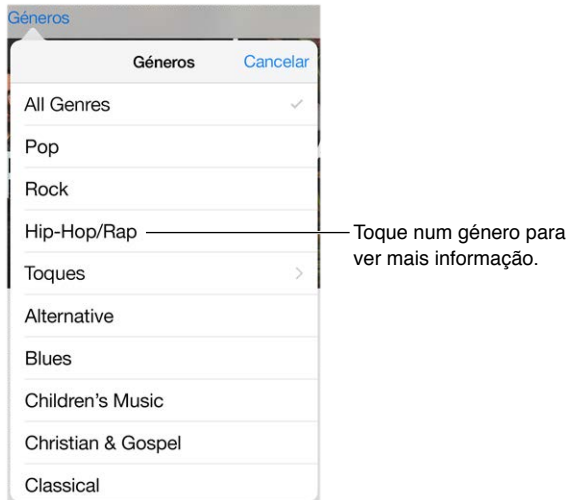 Géneros
Géneros Cancelar
All Genres
Pop
Rock
Hip-Hop/Rap
Toque num género para
ver mais informação.
Toques
Alternative
Blues
Children's Music
Christian & Gospel
Classical